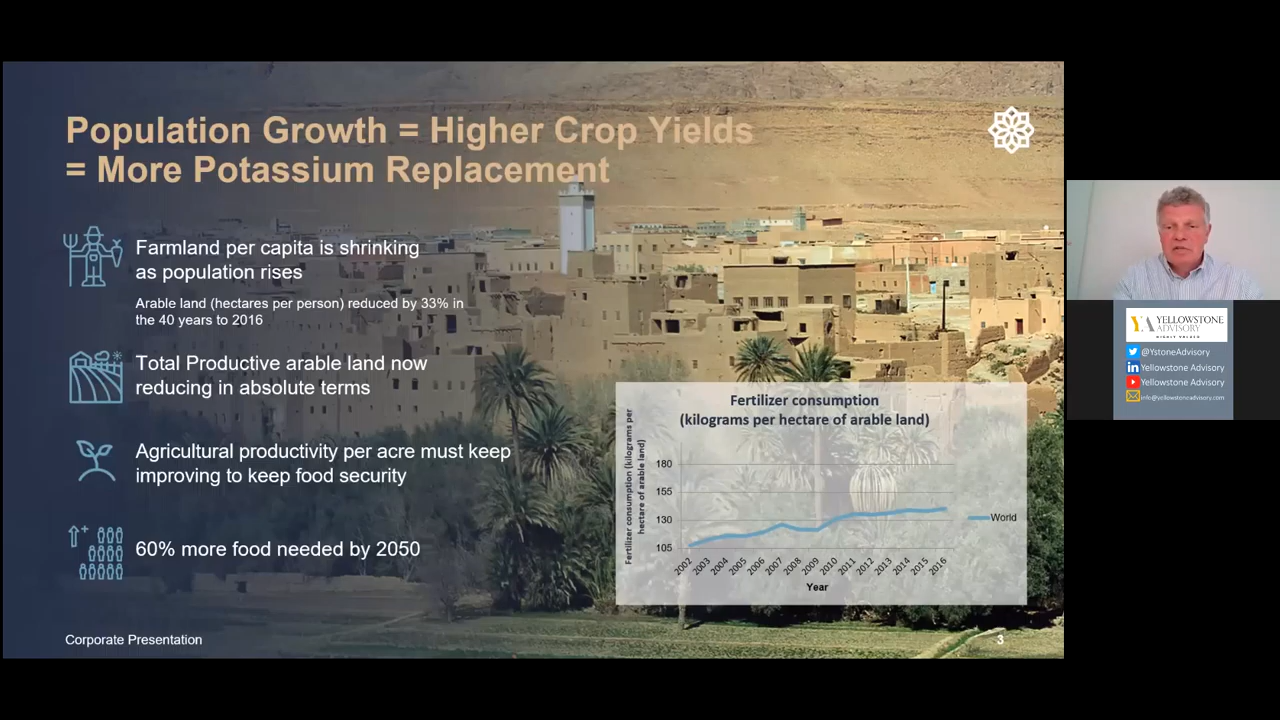 Population Growth = Higher Crop Yields
= More Potassium Replacement
Farmland per capita is shrinking
as population rises
Arable land (hectares per person) reduced by 33% in
the 40 years to 2016
Total Productive arable land now
reducing in absolute terms
Agricultural productivity per acre must keep
improving to keep food security
60% more food needed by 2050
Corporate Presentation
Fertilizer consumption
(kilograms per hectare of arable land)
Fertilizer consumption (kilograms per
hectare of arable land)
180
155
130
105
2002 2003 2004 2005 2006 2007 2008 2009 2010 2011 2012 2013 2014 2015 2016
Year
World
3
YA YELLOWSTONE
ADVISORY
HIGHLY VALUED
@YstoneAdvisory
Yellowstone Advisory
Yellowstone Advisory
info@yellowstoneadvisory.com